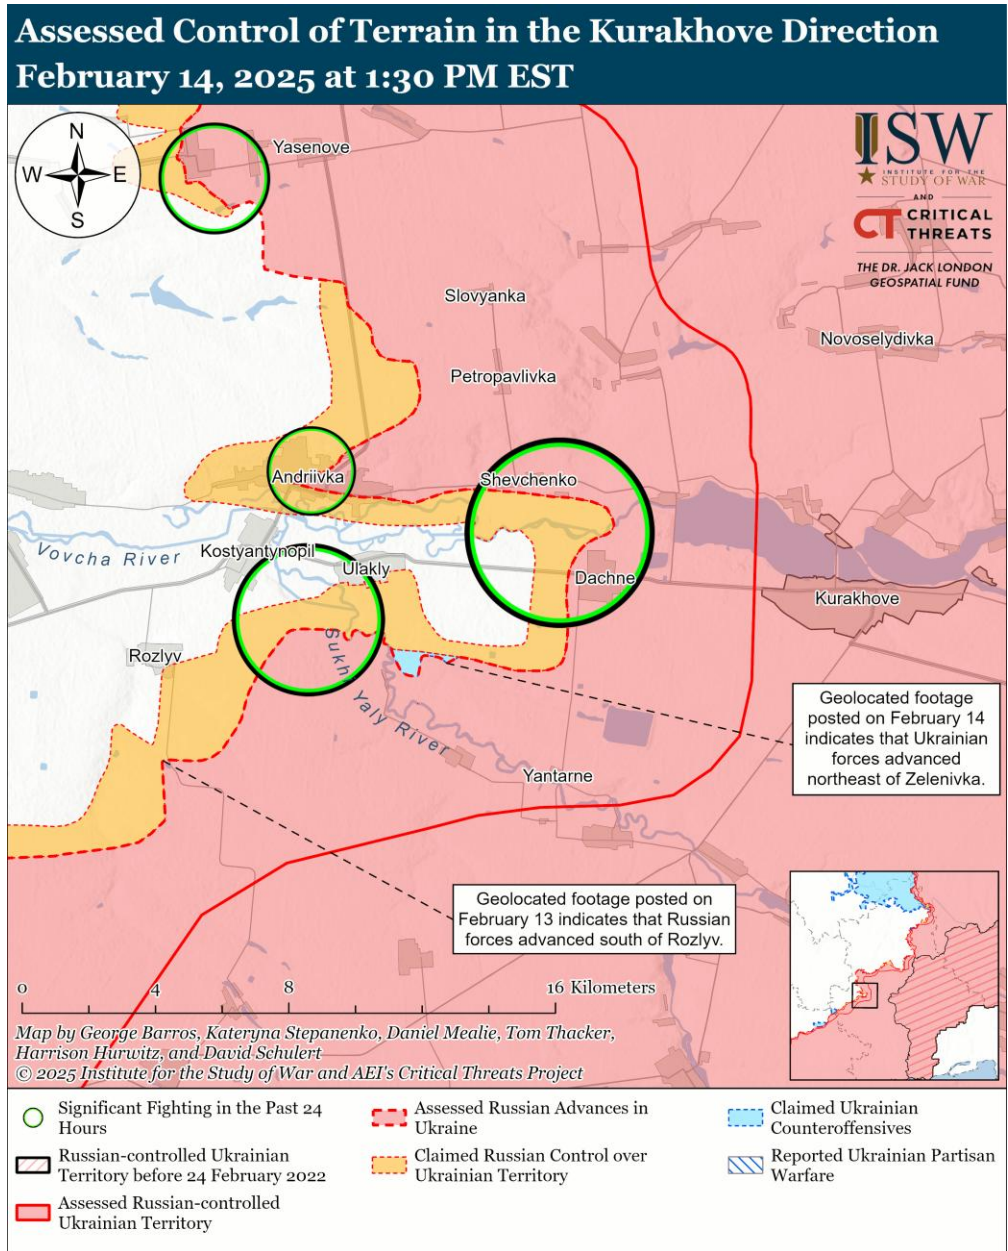 Assessed Control of Terrain in the Kurakhove Direction
February 14, 2025 at 1:30 PM EST
N
W
E
S
ISW
INSTITUTE FOR THE
STUDY OF WAR
AND
CT CRITICAL
THREATS
THE DR. JACK LONDON
GEOSPATIAL FUND
Yasenove
Slovyanka
Novoselydivka
Petropavlivka
Andriivka
Shevchenko
Vovcha River
Kostyantynopil
Ulakly
Dachne
Kurakhove
Rozlyv
Sukhi Yaly River
Yantarne
Geolocated footage
posted on February 14
indicates that Ukrainian
forces advanced
northeast of Zelenivka.
Geolocated footage posted on
February 13 indicates that Russian
forces advanced south of Rozlyv.
0
4
8
16 Kilometers
Map by George Barros, Kateryna Stepanenko, Daniel Mealie, Tom Thacker,
Harrison Hurwitz, and David Schulert
© 2025 Institute for the Study of War and AEI's Critical Threats Project
Significant Fighting in the Past 24
Hours
Russian-controlled Ukrainian
Territory before 24 February 2022
Assessed Russian-controlled
Ukrainian Territory
Assessed Russian Advances in
Ukraine
Claimed Russian Control over
Ukrainian Territory
Claimed Ukrainian
Counteroffensives
Reported Ukrainian Partisan
Warfare